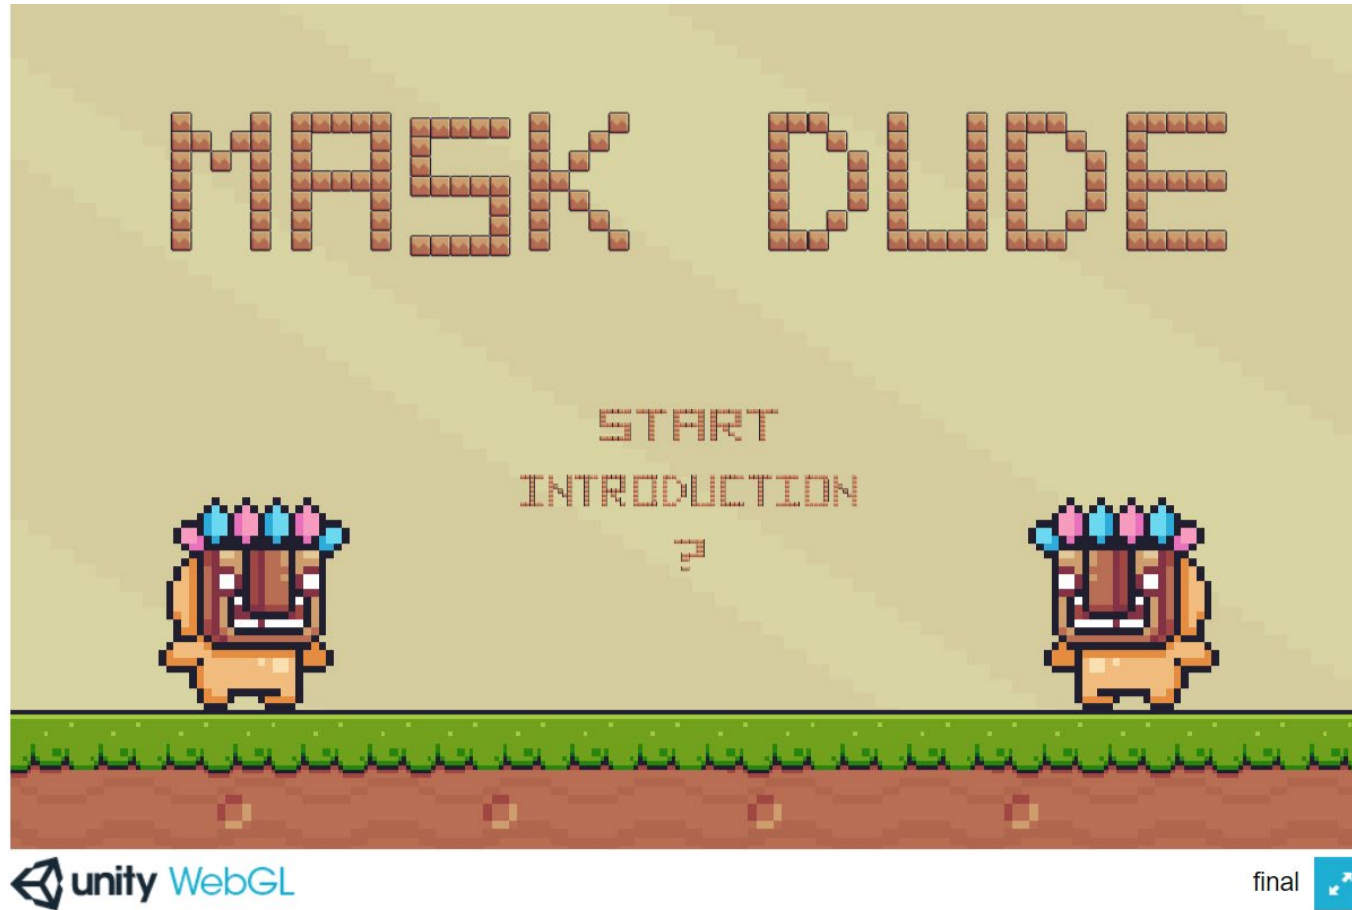 MASK DUDE
START
INTRODUCTION
?
unity WebGL
final